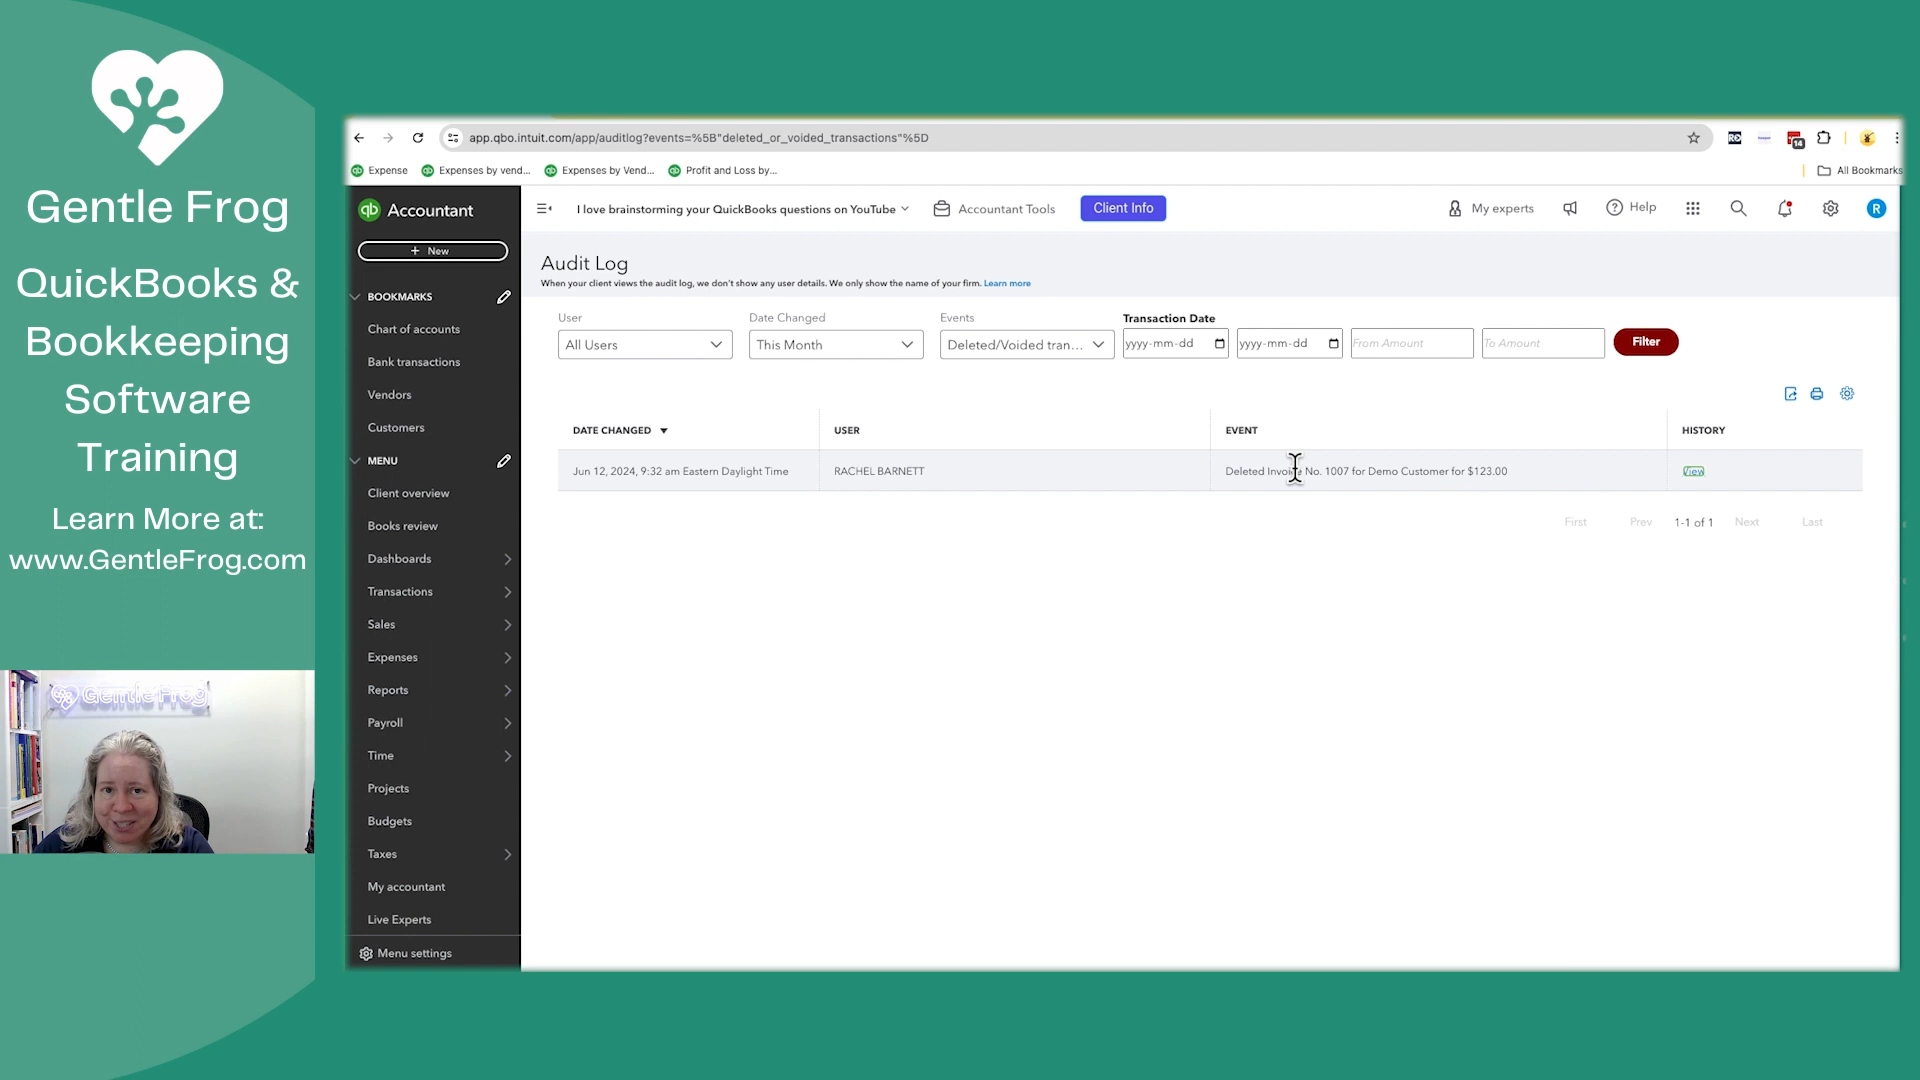 Gentle Frog
QuickBooks &
Bookkeeping
Software
Training
Learn More at:
www.GentleFrog.com
Gentle Frog
app.qbo.intuit.com/app/auditlog?events=%5B"deleted_or_voided_transactions"%5D
14
Expense
Expenses by vend...
Expenses by Vend...
Profit and Loss by...
All Bookmarks
qb Accountant
+ New
BOOKMARKS
Chart of accounts
Bank transactions
Vendors
Customers
MENU
Client overview
Books review
Dashboards
Transactions
Sales
Expenses
Reports
Payroll
Time
Projects
Budgets
Taxes
My accountant
Live Experts
Menu settings
I love brainstorming your QuickBooks questions on YouTube
Accountant Tools
Client Info
My experts
Help
R
Audit Log
When your client views the audit log, we don't show any user details. We only show the name of your firm. Learn more
User
Date Changed
Events
Transaction Date
All Users
This Month
Deleted/Voided tran...
yyyy-mm-dd
yyyy-mm-dd
From Amount
To Amount
Filter
DATE CHANGED
USER
EVENT
HISTORY
Jun 12, 2024, 9:32 am Eastern Daylight Time
RACHEL BARNETT
Deleted Invoice No. 1007 for Demo Customer for $123.00
View
First
Prev
1-1 of 1
Next
Last